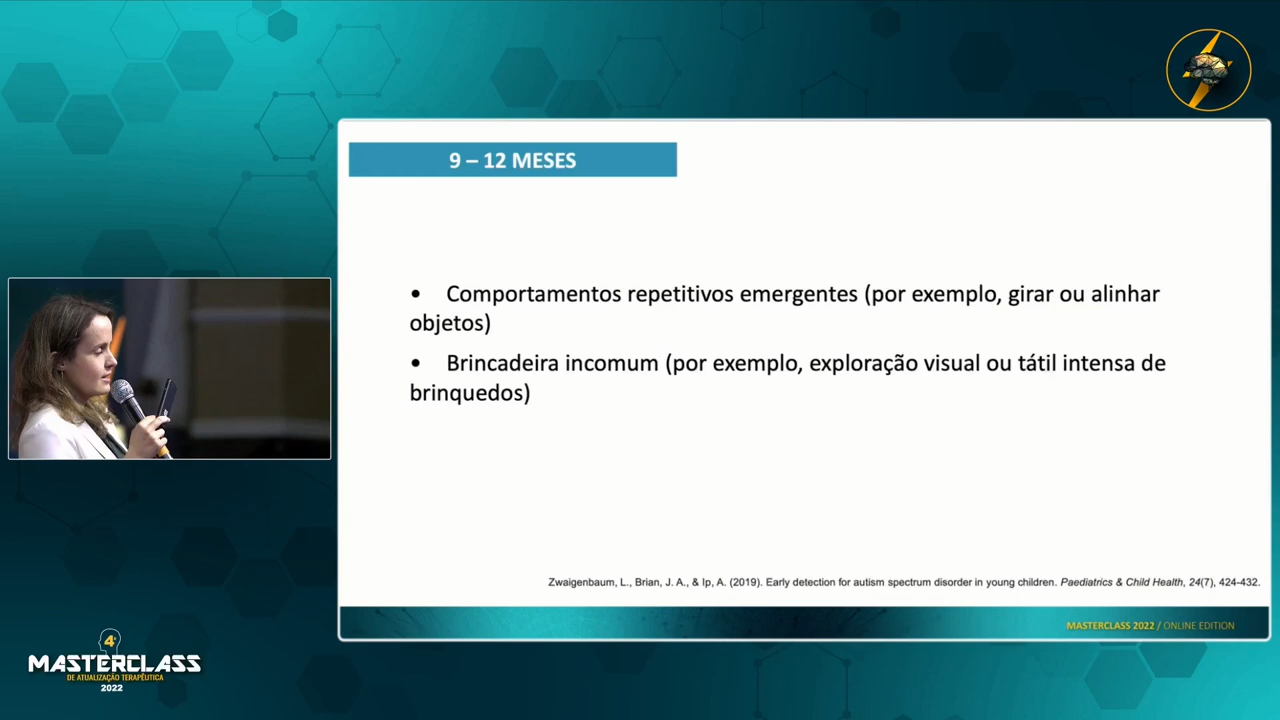 9 – 12 MESES
• Comportamentos repetitivos emergentes (por exemplo, girar ou alinhar
objetos)
• Brincadeira incomum (por exemplo, exploração visual ou tátil intensa de
brinquedos)
Zwaigenbaum, L., Brian, J. A., & Ip, A. (2019). Early detection for autism spectrum disorder in young children. Paediatrics & Child Health, 24(7), 424-432.
MASTERCLASS 2022 / ONLINE EDITION
4ª
MASTERCLASS
DE ATUALIZAÇÃO TERAPÊUTICA
2022